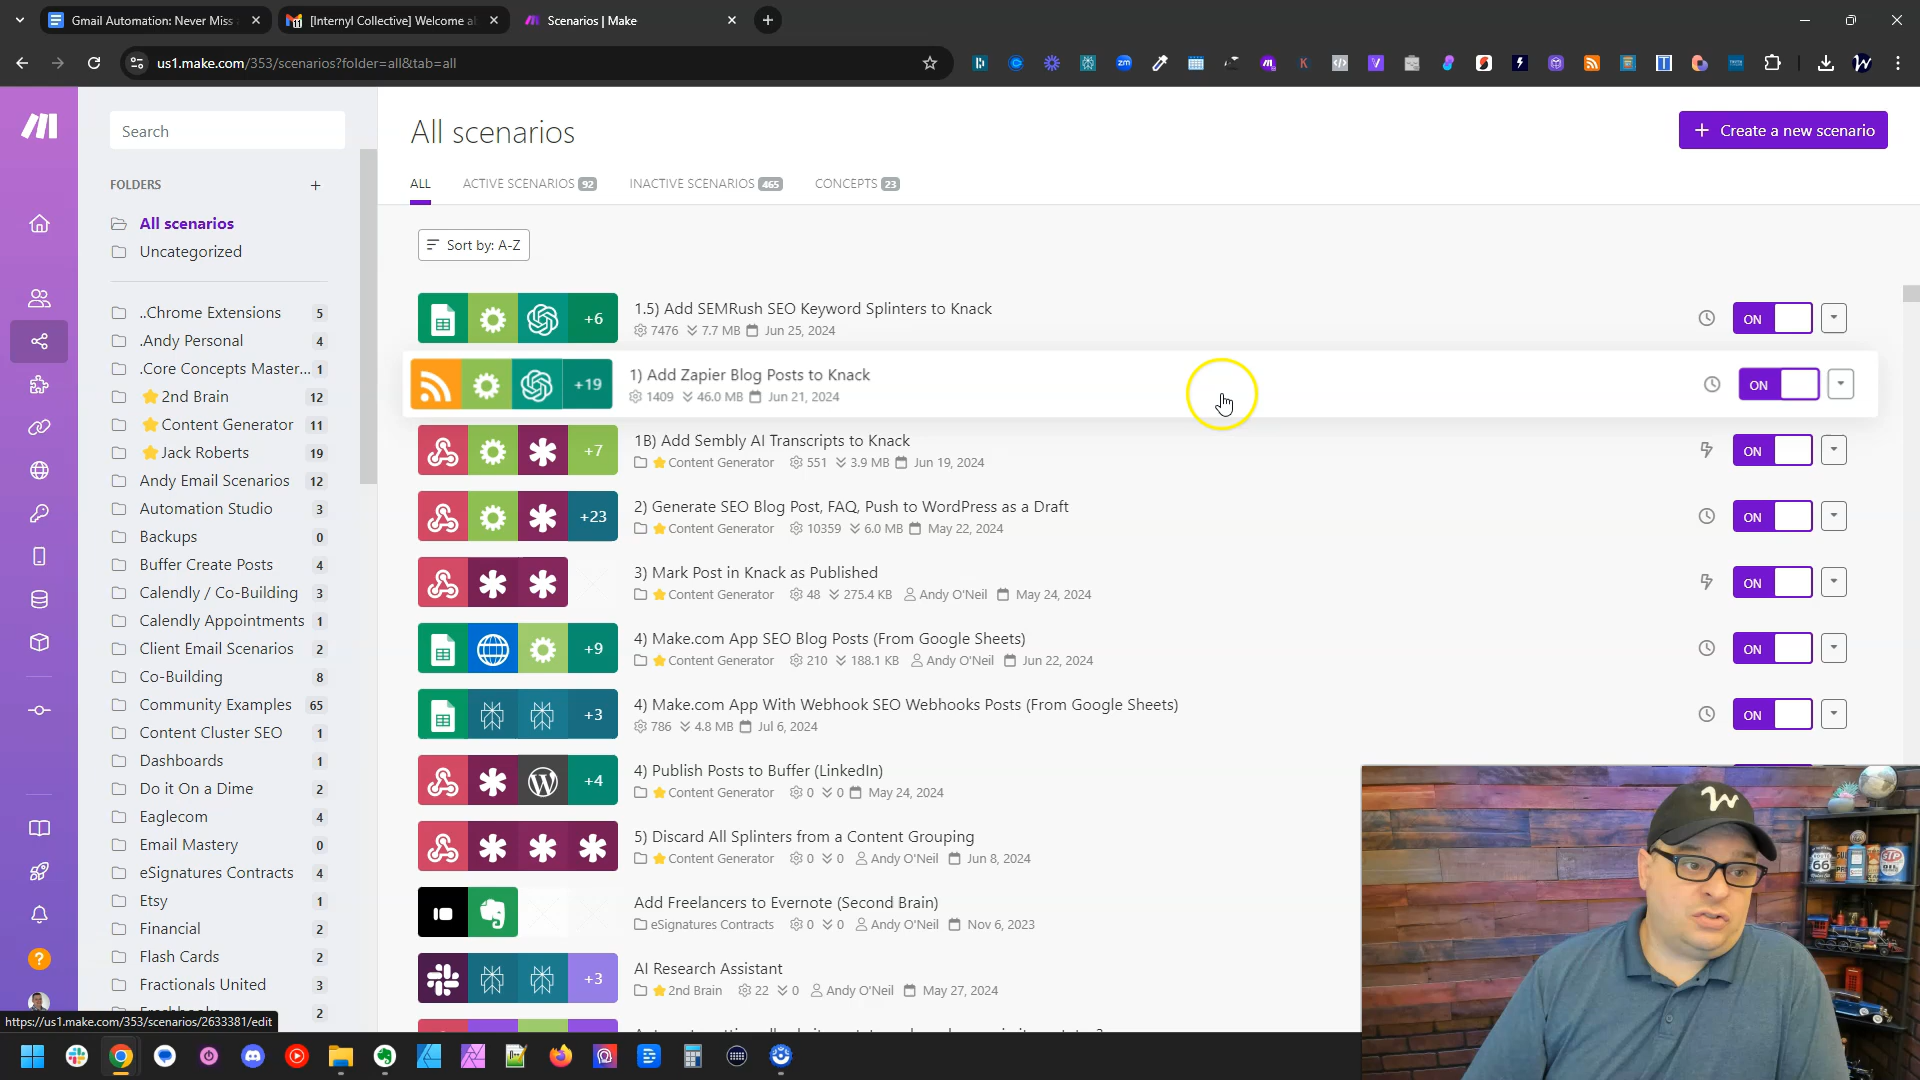 Gmail Automation: Never Miss
[Internyl Collective] Welcome a
Scenarios | Make
us1.make.com/353/scenarios?folder=all&tab=all
Search
FOLDERS
All scenarios
Uncategorized
..Chrome Extensions 5
.Andy Personal 4
.Core Concepts Master... 1
2nd Brain 12
Content Generator 11
Jack Roberts 19
Andy Email Scenarios 12
Automation Studio 3
Backups 0
Buffer Create Posts 4
Calendly / Co-Building 3
Calendly Appointments 1
Client Email Scenarios 2
Co-Building 8
Community Examples 65
Content Cluster SEO 1
Dashboards 1
Do it On a Dime 2
Eaglecom 4
Email Mastery 0
eSignatures Contracts 4
Etsy 1
Financial 2
Flash Cards 2
Fractionals United 3
2
https://us1.make.com/353/scenarios/2633381/edit
All scenarios
+ Create a new scenario
ALL ACTIVE SCENARIOS 92 INACTIVE SCENARIOS 465 CONCEPTS 23
Sort by: A-Z
+6 1.5) Add SEMRush SEO Keyword Splinters to Knack ON
7476 7.7 MB Jun 25, 2024
+19 1) Add Zapier Blog Posts to Knack ON
1409 46.0 MB Jun 21, 2024
+7 1B) Add Sembly AI Transcripts to Knack ON
Content Generator 551 3.9 MB Jun 19, 2024
+23 2) Generate SEO Blog Post, FAQ, Push to WordPress as a Draft ON
Content Generator 10359 6.0 MB May 22, 2024
3) Mark Post in Knack as Published ON
Content Generator 48 275.4 KB Andy O'Neil May 24, 2024
+9 4) Make.com App SEO Blog Posts (From Google Sheets) ON
Content Generator 210 188.1 KB Andy O'Neil Jun 22, 2024
+3 4) Make.com App With Webhook SEO Webhooks Posts (From Google Sheets) ON
786 4.8 MB Jul 6, 2024
+4 4) Publish Posts to Buffer (LinkedIn)
Content Generator 0 0 May 24, 2024
5) Discard All Splinters from a Content Grouping
Content Generator 0 0 Andy O'Neil Jun 8, 2024
Add Freelancers to Evernote (Second Brain)
eSignatures Contracts 0 0 Andy O'Neil Nov 6, 2023
+3 AI Research Assistant
2nd Brain 22 0 Andy O'Neil May 27, 2024
ROUTE
66
STP